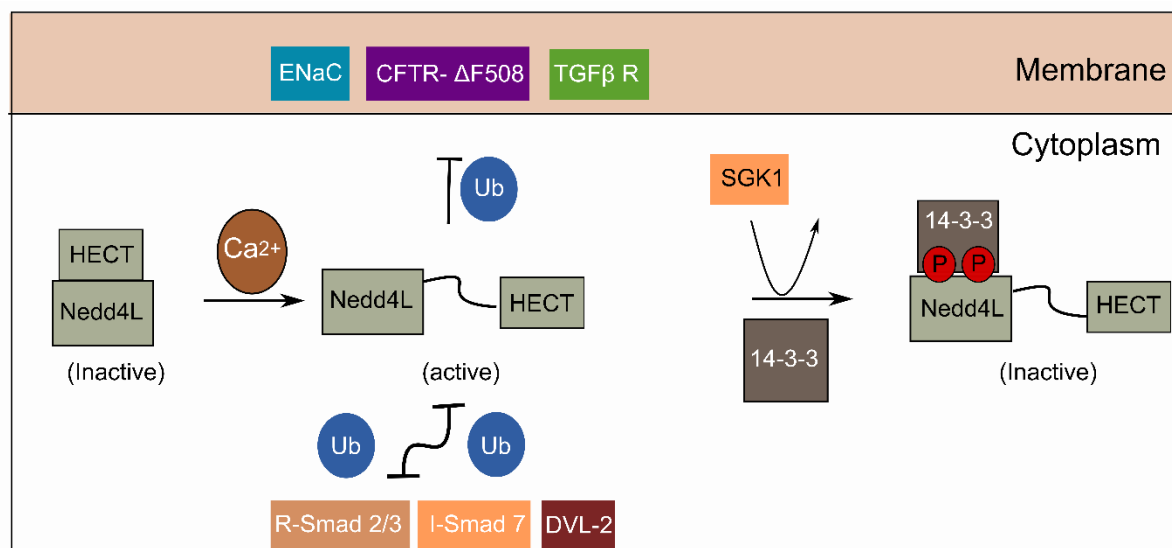 ENaC
CFTR- ΔF508
TGFβ R
Membrane
Cytoplasm
Ub
SGK1
HECT
Nedd4L
(Inactive)
Ca2+
Nedd4L
HECT
(active)
14-3-3
14-3-3
P P
Nedd4L
HECT
(Inactive)
Ub
Ub
R-Smad 2/3
I-Smad 7
DVL-2